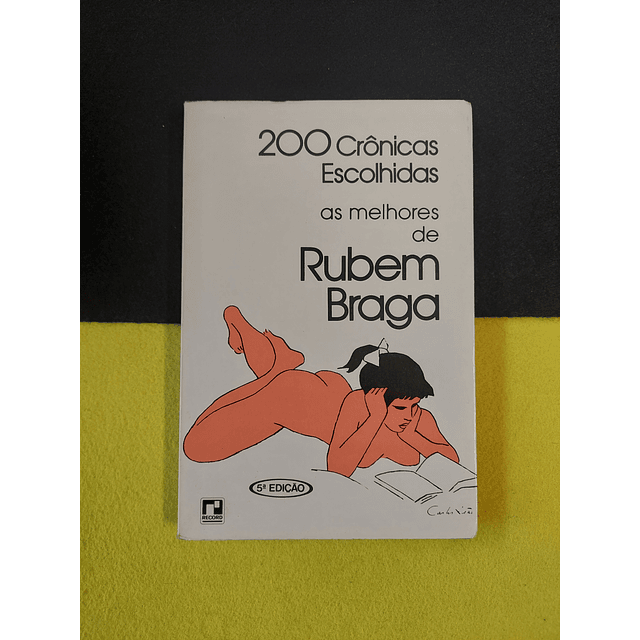 200 Crônicas
Escolhidas
as melhores
de
Rubem
Braga
5ª EDIÇÃO
RECORD